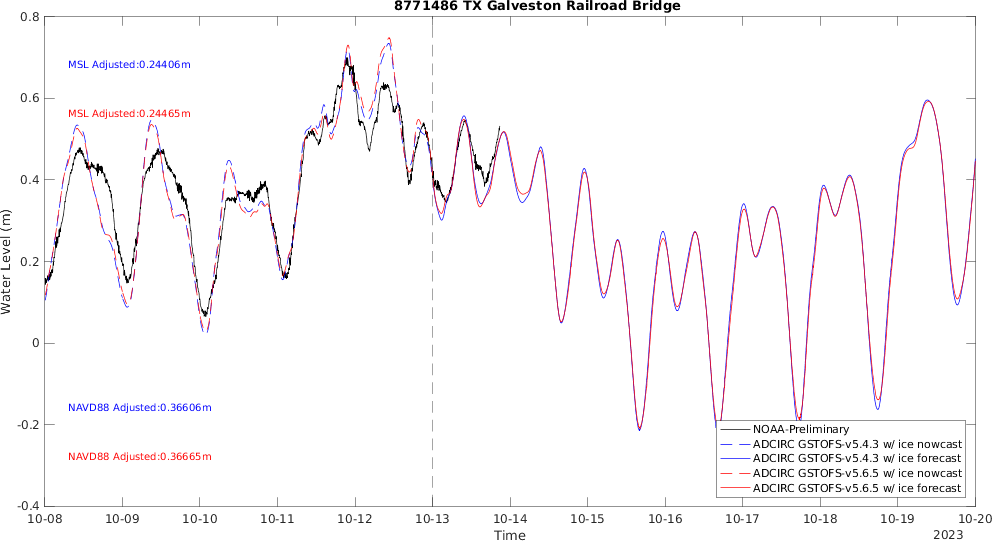 8771486 TX Galveston Railroad Bridge
0.8
0.6
0.4
0.2
0
-0.2
-0.4
Water Level (m)
MSL Adjusted:0.24406m
MSL Adjusted:0.24465m
NAVD88 Adjusted:0.36606m
NAVD88 Adjusted:0.36665m
NOAA-Preliminary
ADCIRC GSTOFS-v5.4.3 w/ ice nowcast
ADCIRC GSTOFS-v5.4.3 w/ ice forecast
ADCIRC GSTOFS-v5.6.5 w/ ice nowcast
ADCIRC GSTOFS-v5.6.5 w/ ice forecast
10-08 10-09 10-10 10-11 10-12 10-13 10-14 10-15 10-16 10-17 10-18 10-19 10-20
Time
2023